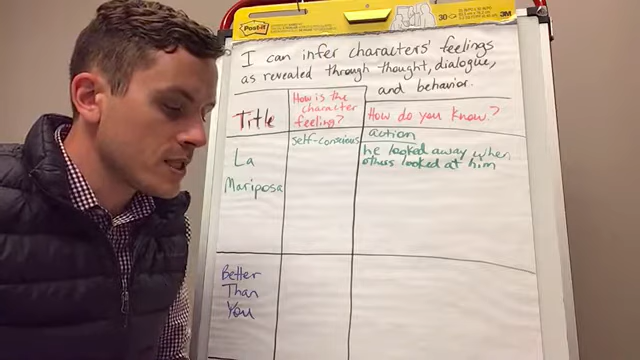 Post-it
30
3M
I can infer characters' feelings
as revealed through thought, dialogue,
and behavior.
Title
How is the
character
feeling?
How do you know?
La
Mariposa
self-conscious
action
he looked away when
others looked at him
Better
Than
You